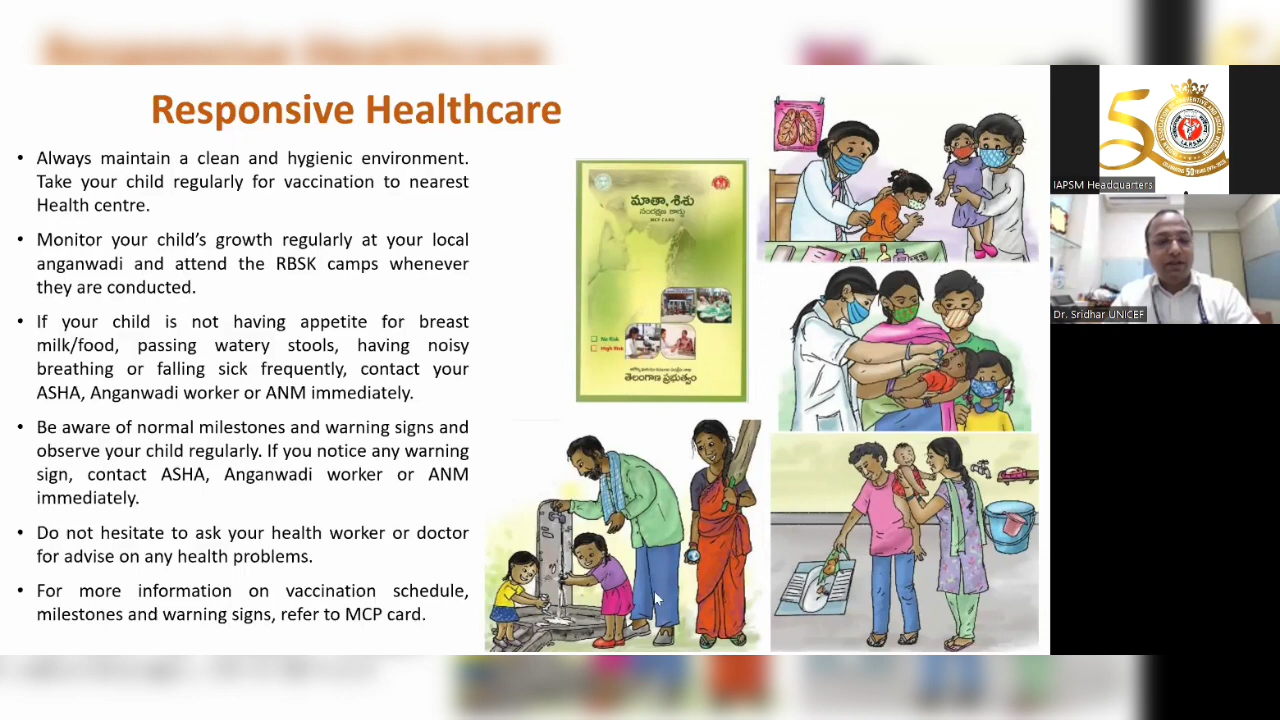 Responsive Healthcare
• Always maintain a clean and hygienic environment.
Take your child regularly for vaccination to nearest
Health centre.
• Monitor your child's growth regularly at your local
anganwadi and attend the RBSK camps whenever
they are conducted.
• If your child is not having appetite for breast
milk/food, passing watery stools, having noisy
breathing or falling sick frequently, contact your
ASHA, Anganwadi worker or ANM immediately.
• Be aware of normal milestones and warning signs and
observe your child regularly. If you notice any warning
sign, contact ASHA, Anganwadi worker or ANM
immediately.
• Do not hesitate to ask your health worker or doctor
for advise on any health problems.
• For more information on vaccination schedule,
milestones and warning signs, refer to MCP card.
మాతా, శిశు
సంరక్షణ కార్డు
MCP CARD
No Risk
High Risk
తెలంగాణ ప్రభుత్వం
50
IAPSM Headquarters
Dr. Sridhar UNICEF